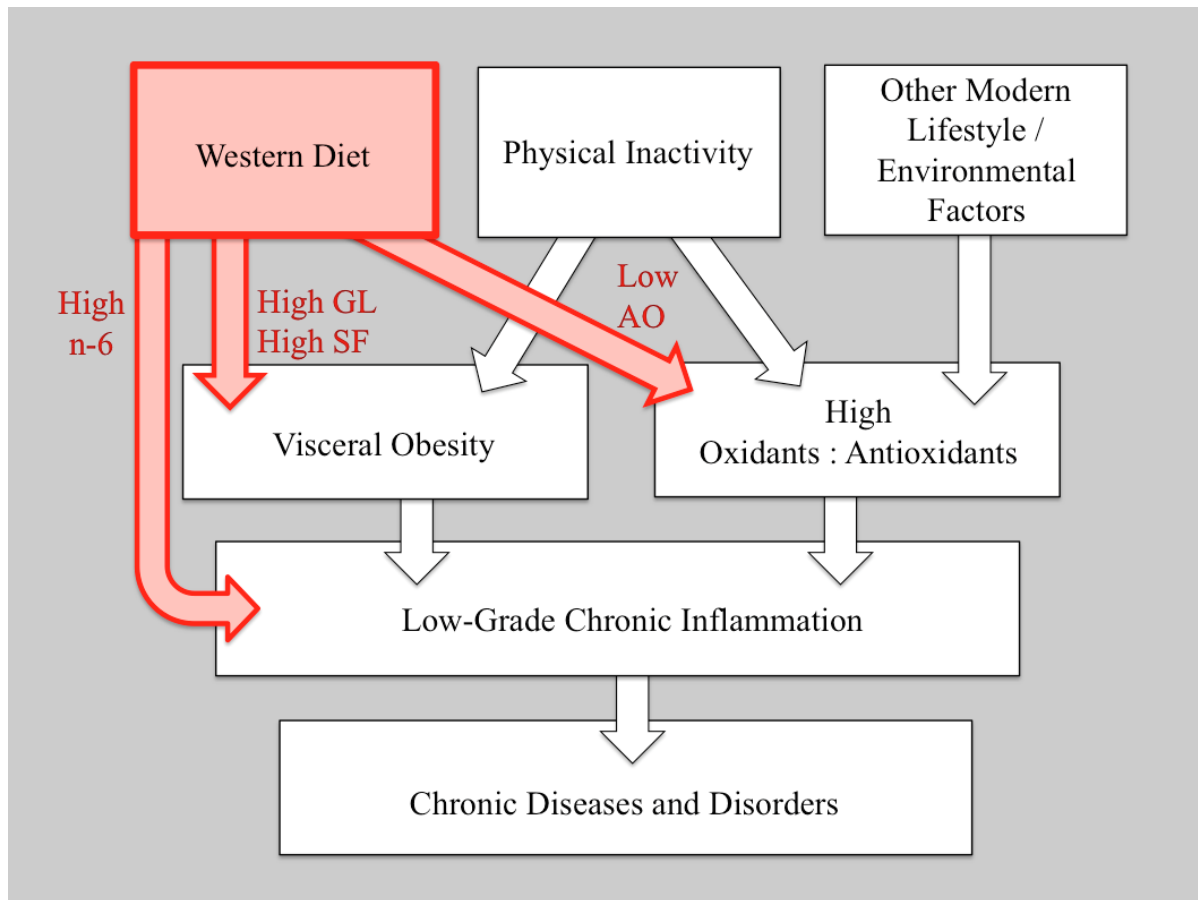 Western Diet
Physical Inactivity
Other Modern
Lifestyle /
Environmental
Factors
High
n-6
High GL
High SF
Low
AO
Visceral Obesity
High
Oxidants : Antioxidants
Low-Grade Chronic Inflammation
Chronic Diseases and Disorders